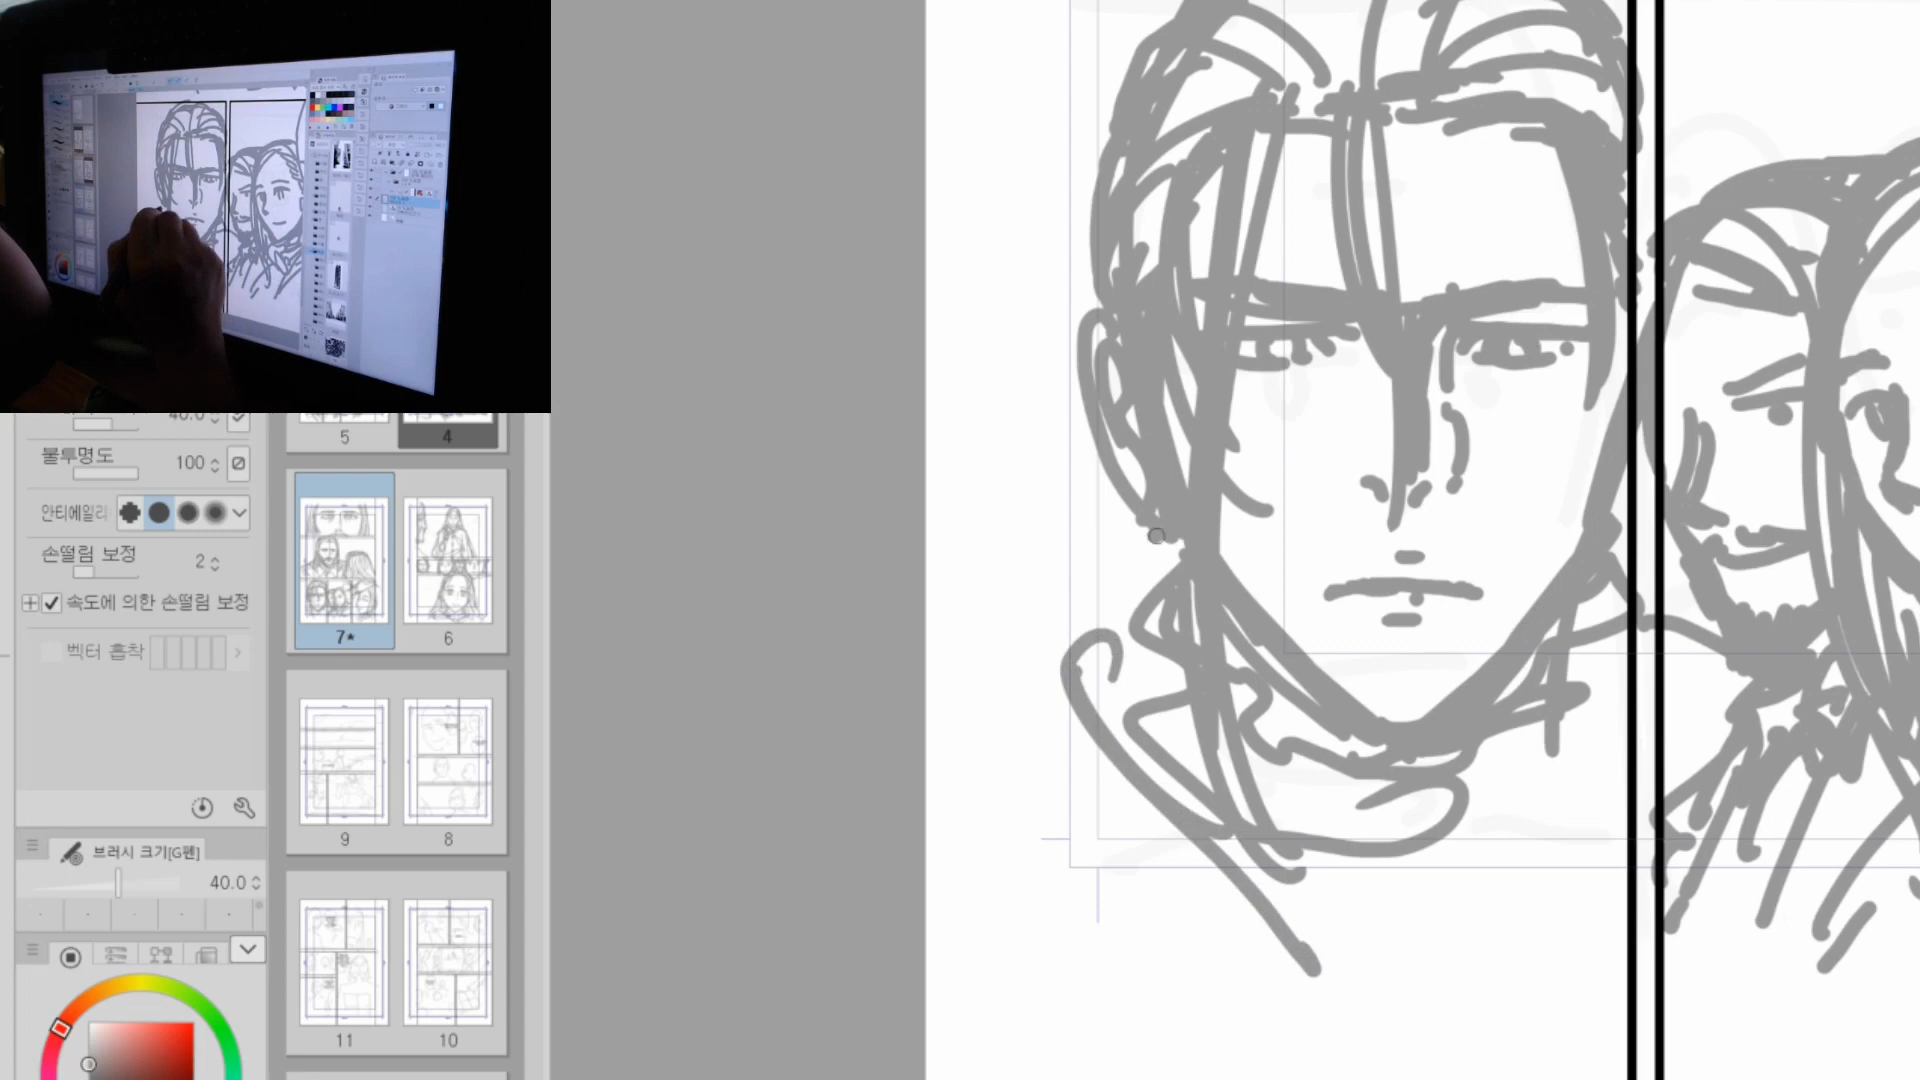 40.0
5
4
불투명도
100
안티에일리
손떨림 보정
2
속도에 의한 손떨림 보정
벡터 흡착
7*
6
9
8
브러시 크기[G펜]
40.0
11
10